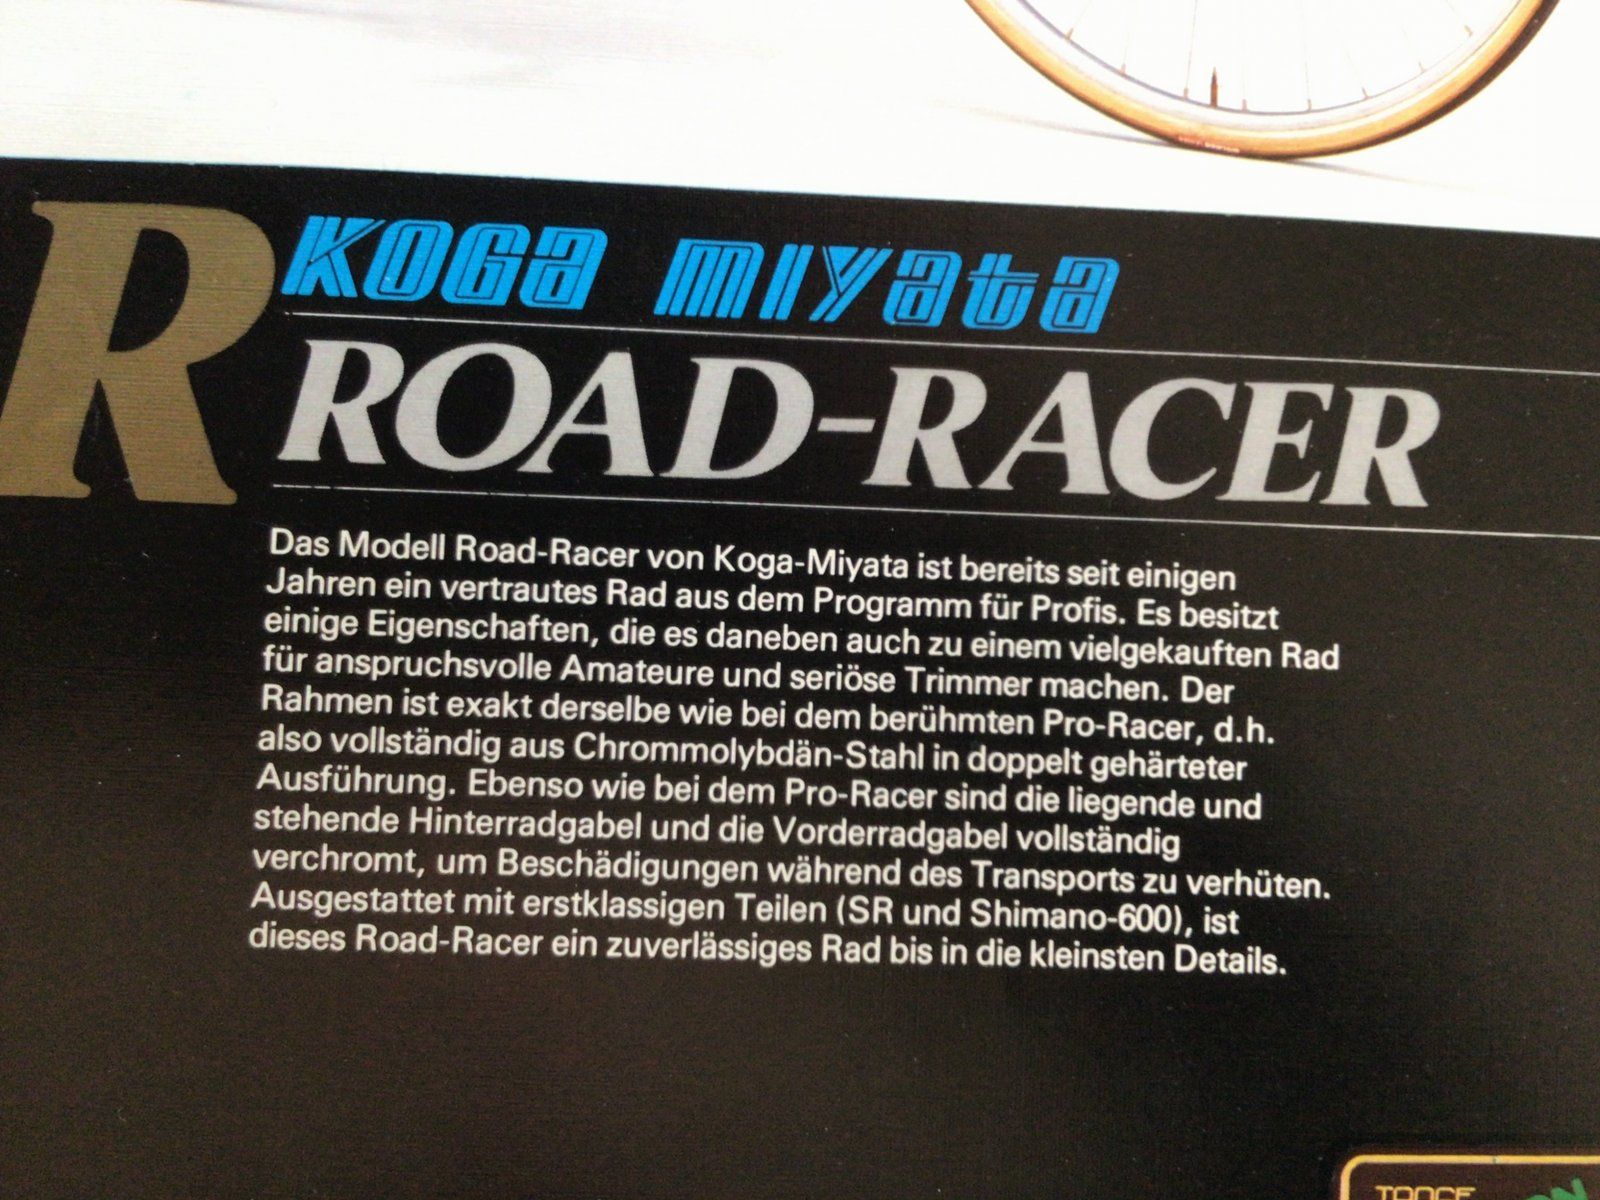 R
KOGA MIYATA
ROAD-RACER
Das Modell Road-Racer von Koga-Miyata ist bereits seit einigen
Jahren ein vertrautes Rad aus dem Programm für Profis. Es besitzt
einige Eigenschaften, die es daneben auch zu einem vielgekauften Rad
für anspruchsvolle Amateure und seriöse Trimmer machen. Der
Rahmen ist exakt derselbe wie bei dem berühmten Pro-Racer, d.h.
also vollständig aus Chrommolybdän-Stahl in doppelt gehärteter
Ausführung. Ebenso wie bei dem Pro-Racer sind die liegende und
stehende Hinterradgabel und die Vorderradgabel vollständig
verchromt, um Beschädigungen während des Transports zu verhüten.
Ausgestattet mit erstklassigen Teilen (SR und Shimano-600), ist
dieses Road-Racer ein zuverlässiges Rad bis in die kleinsten Details.